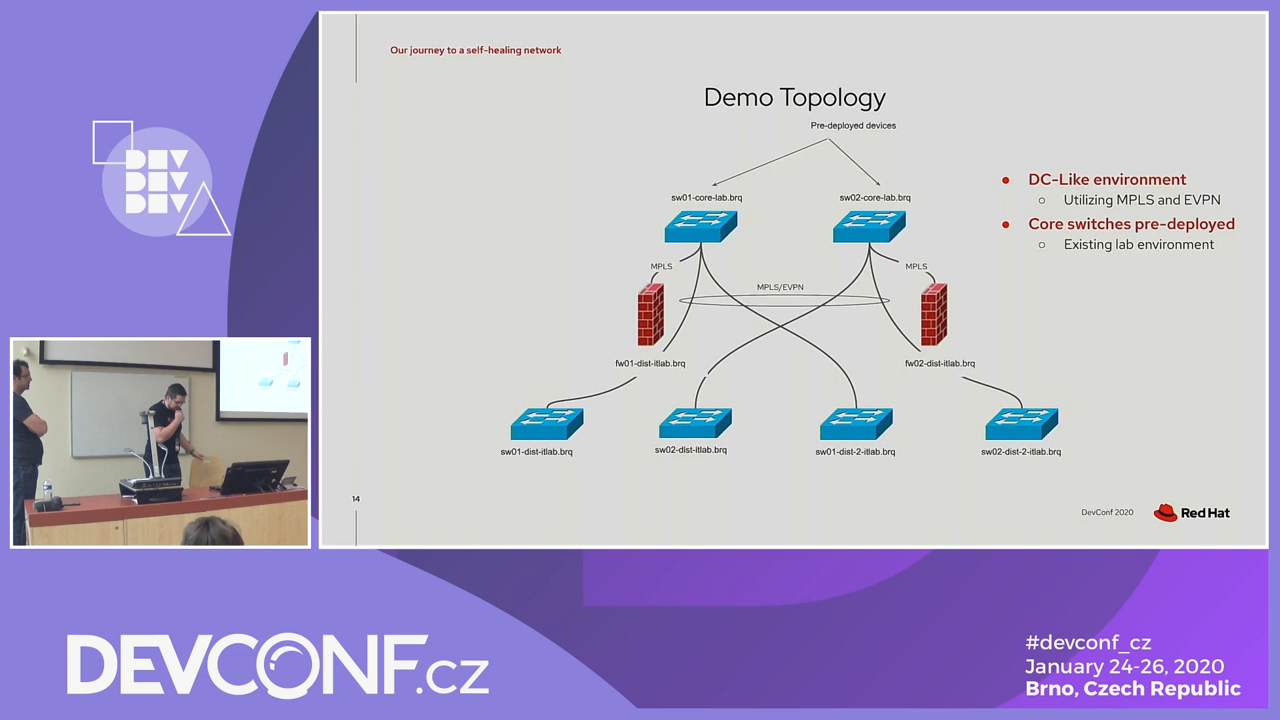 Our journey to a self-healing network
Demo Topology
Pre-deployed devices
sw01-core-lab.brq
sw02-core-lab.brq
MPLS
MPLS
MPLS/EVPN
fw01-dist-itlab.brq
fw02-dist-itlab.brq
sw01-dist-itlab.brq
sw02-dist-itlab.brq
sw01-dist-2-itlab.brq
sw02-dist-2-itlab.brq
DC-Like environment
Utilizing MPLS and EVPN
Core switches pre-deployed
Existing lab environment
14
DevConf 2020
Red Hat
DEV
DEV
DEV
DEVCONF.cz
#devconf_cz
January 24-26, 2020
Brno, Czech Republic